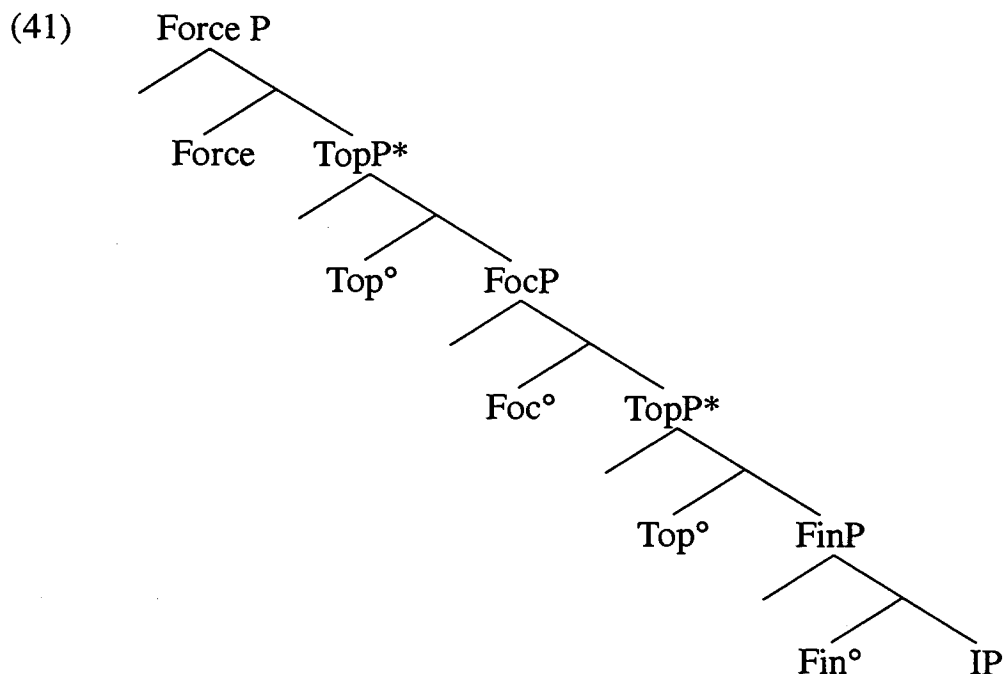 (41) Force P
Force TopP*
Top° FocP
Foc° TopP*
Top° FinP
Fin° IP